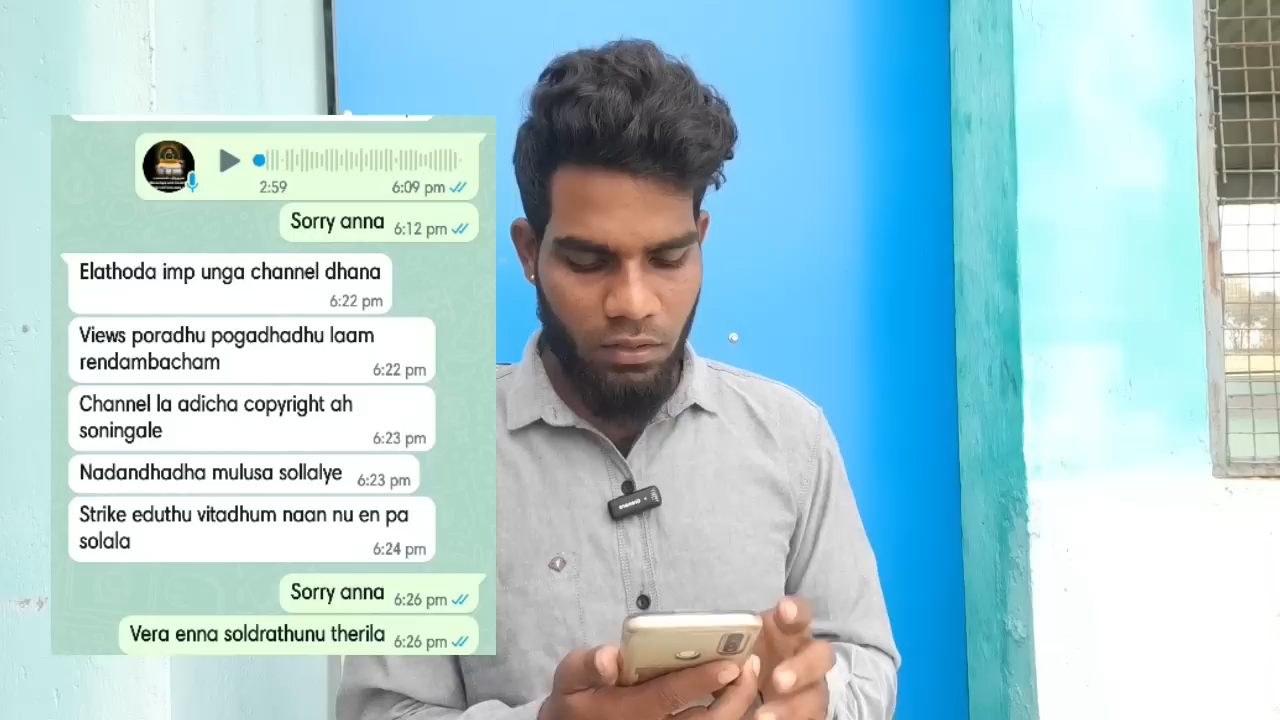 2:59 6:09 pm
Sorry anna 6:12 pm
Elathoda imp unga channel dhana
6:22 pm
Views poradhu pogadhadhu laam
rendambacham 6:22 pm
Channel la adicha copyright ah
soningale 6:23 pm
Nadandhadha mulusa sollalye 6:23 pm
Strike eduthu vitadhum naan nu en pa
solala 6:24 pm
Sorry anna 6:26 pm
Vera enna soldrathunu therila 6:26 pm